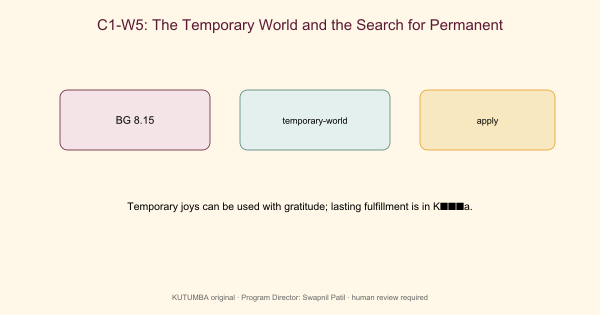 C1-W5: The Temporary World and the Search for Permanent
BG 8.15
temporary-world
apply
Temporary joys can be used with gratitude; lasting fulfillment is in K■■■a.
KUTUMBA original · Program Director: Swapnil Patil · human review required